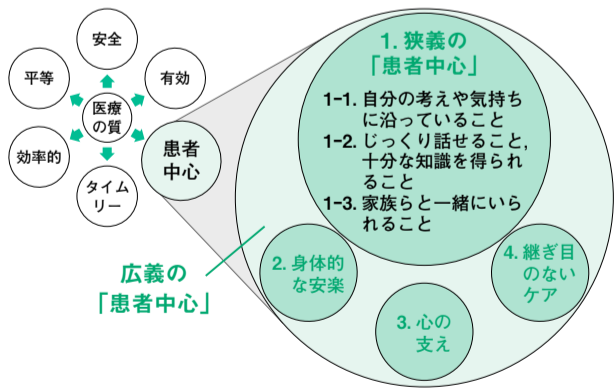 安全
平等
有効
医療
の質
効率的
患者
中心
タイム
リー
広義の
「患者中心」
1. 狭義の
「患者中心」
1-1. 自分の考えや気持ち
に沿っていること
1-2. じっくり話せること,
十分な知識を得られ
ること
1-3. 家族らと一緒にいら
れること
2. 身体的
な安楽
3. 心の
支え
4. 継ぎ目
のない
ケア